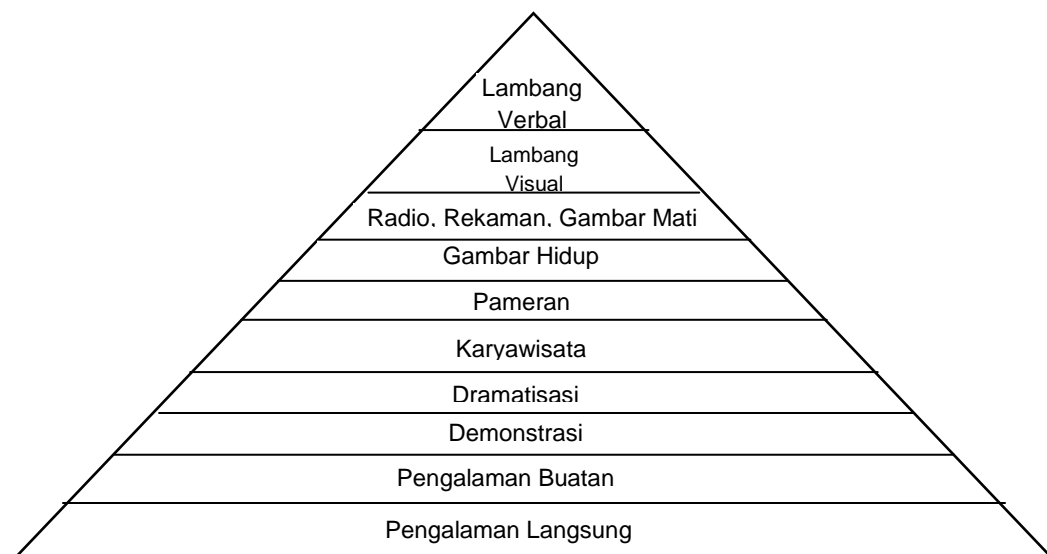 Lambang
Verbal
Lambang
Visual
Radio, Rekaman, Gambar Mati
Gambar Hidup
Pameran
Karyawisata
Dramatisasi
Demonstrasi
Pengalaman Buatan
Pengalaman Langsung